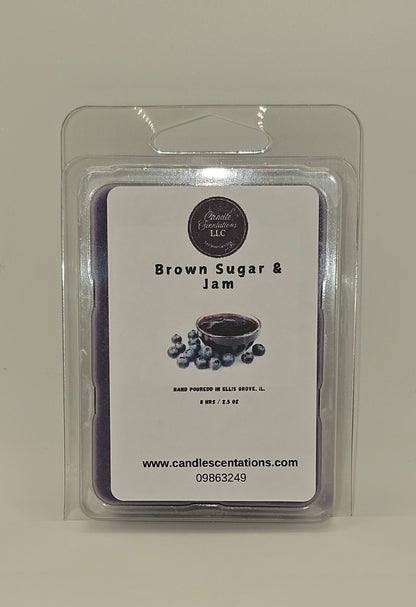 Candle
Scentations
LLC
Brown Sugar &
Jam
HAND POUREDD IN ELLIS GROVE, IL.
8 HRS / 2.5 OZ
www.candlescentations.com
09863249